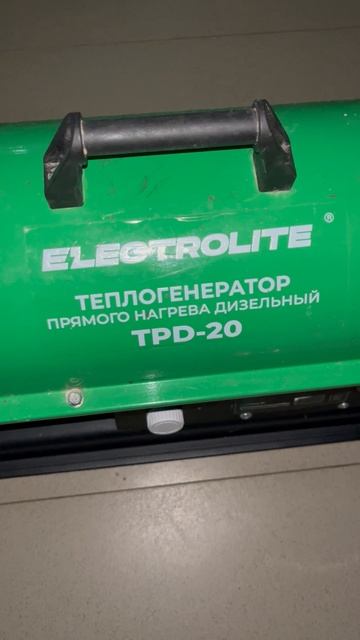 ELECTROLITE ®
ТЕПЛОГЕНЕРАТОР
ПРЯМОГО НАГРЕВА ДИЗЕЛЬНЫЙ
TPD-20